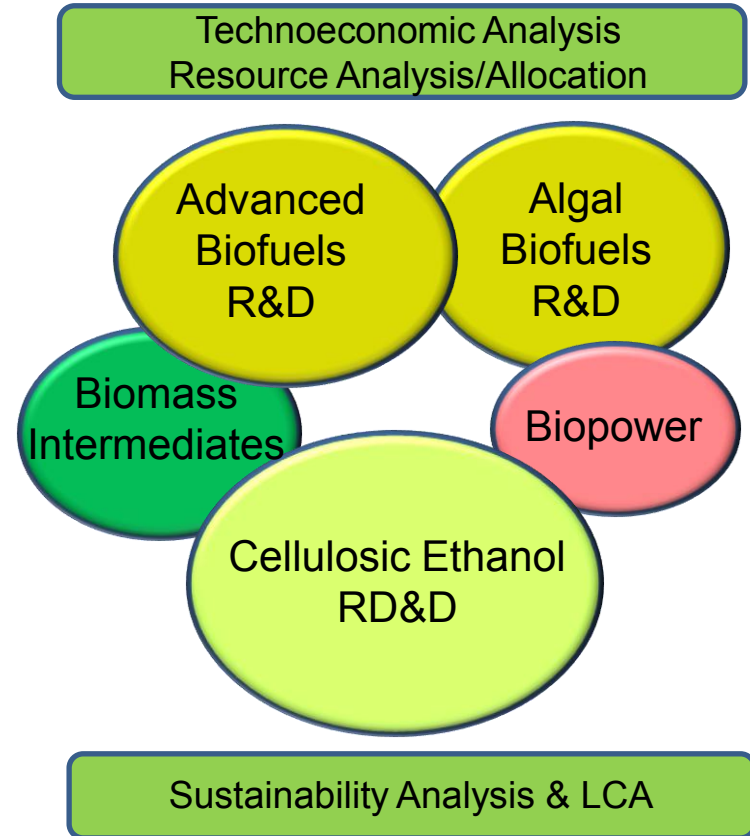 Technoeconomic Analysis
Resource Analysis/Allocation
Advanced
Biofuels
R&D
Algal
Biofuels
R&D
Biomass
Intermediates
Biopower
Cellulosic Ethanol
RD&D
Sustainability Analysis & LCA